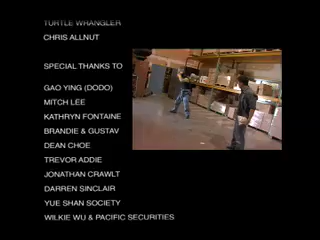 TURTLE WRANGLER
CHRIS ALLNUT
SPECIAL THANKS TO
GAO YING (DODO)
MITCH LEE
KATHRYN FONTAINE
BRANDIE & GUSTAV
DEAN CHOE
TREVOR ADDIE
JONATHAN CRAWLT
DARREN SINCLAIR
YUE SHAN SOCIETY
WILKIE WU & PACIFIC SECURITIES